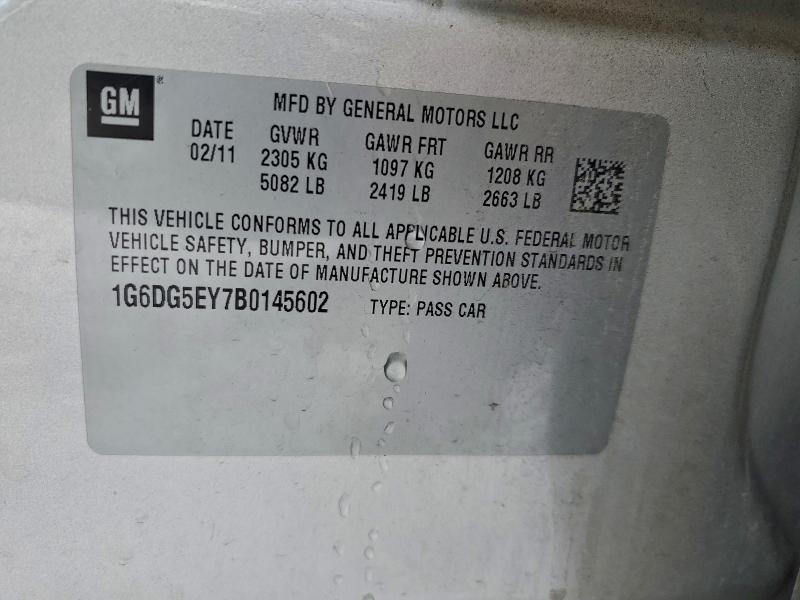 GM
MFD BY GENERAL MOTORS LLC
DATE GVWR GAWR FRT GAWR RR
02/11 2305 KG 1097 KG 1208 KG
5082 LB 2419 LB 2663 LB
THIS VEHICLE CONFORMS TO ALL APPLICABLE U.S. FEDERAL MOTOR
VEHICLE SAFETY, BUMPER, AND THEFT PREVENTION STANDARDS IN
EFFECT ON THE DATE OF MANUFACTURE SHOWN ABOVE.
1G6DG5EY7B0145602 TYPE: PASS CAR